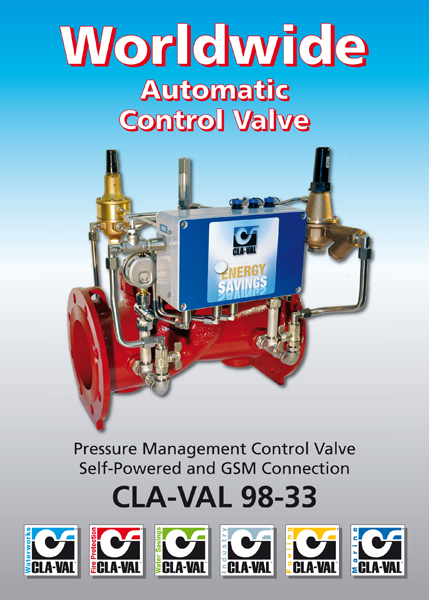 Worldwide
Automatic
Control Valve
CLA-VAL
ENERGY
SAVINGS
Pressure Management Control Valve
Self-Powered and GSM Connection
CLA-VAL 98-33
Waterworks
CLA-VAL
Fire Protection
CLA-VAL
Water Savings
CLA-VAL
Industry
CLA-VAL
Fueling
CLA-VAL
Marine
CLA-VAL